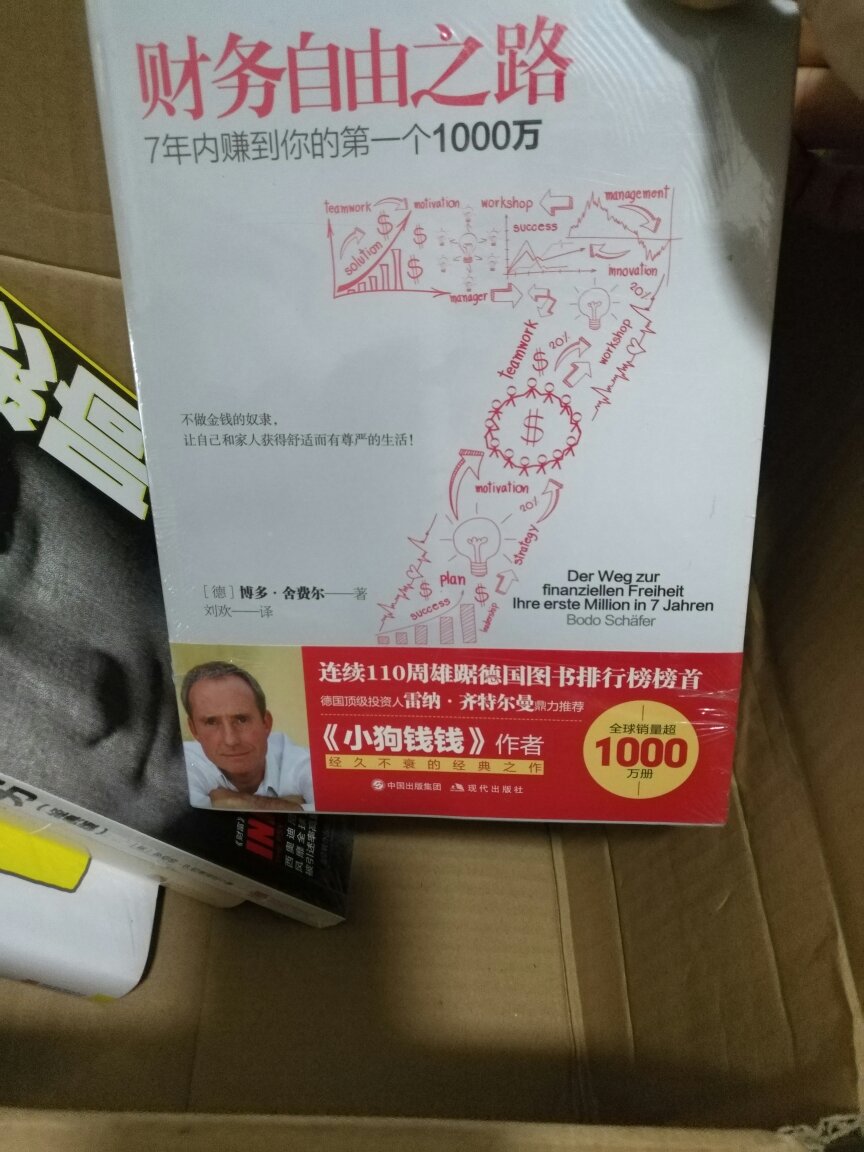 财务自由之路
7年内赚到你的第一个1000万
teamwork
motivation
workshop
management
solution
success
innovation
manager
20%
teamwork
20%
workshop
motivation
20%
strategy
plan
success
leadership
不做金钱的奴隶，
让自己和家人获得舒适而有尊严的生活！
[德] 博多·舍费尔——著
刘欢——译
Der Weg zur
finanziellen Freiheit
Ihre erste Million in 7 Jahren
Bodo Schäfer
连续110周雄踞德国图书排行榜榜首
德国顶级投资人雷纳·齐特尔曼鼎力推荐
《小狗钱钱》作者
经久不衰的经典之作
中国出版集团 现代出版社
全球销量超
1000
万册
影
响
力